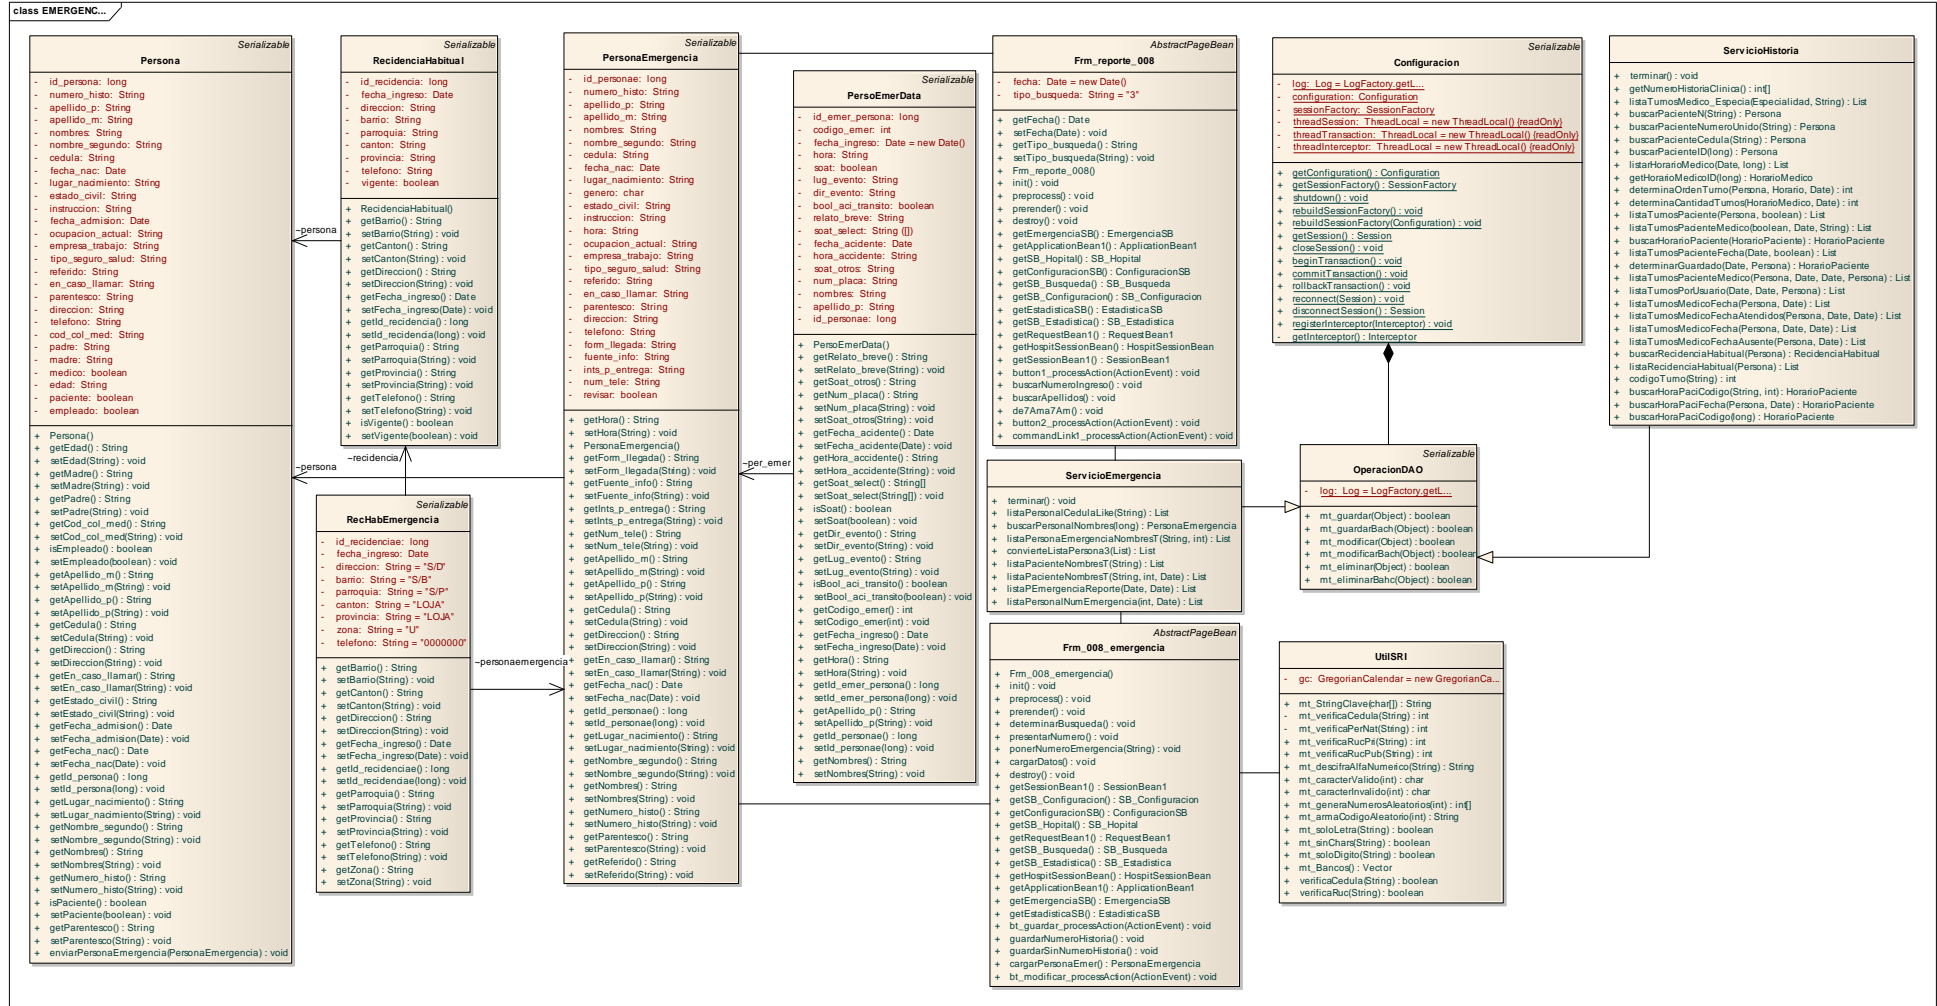 class EMERGENC...
Serializable
Persona
- id_persona: long
- numero_histo: String
- apellido_p: String
- apellido_m: String
- nombres: String
- nombre_segundo: String
- cedula: String
- fecha_nac: Date
- lugar_nacimiento: String
- estado_civil: String
- instruccion: String
- fecha_admision: Date
- ocupacion_actual: String
- empresa_trabajo: String
- tipo_seguro_salud: String
- referido: String
- en_caso_llamar: String
- parentesco: String
- direccion: String
- telefono: String
- cod_col_med: String
- padre: String
- madre: String
- medico: boolean
- edad: String
- paciente: boolean
- empleado: boolean
+ Persona()
+ getEdad() : String
+ setEdad(String) : void
+ getMadre() : String
+ setMadre(String) : void
+ getPadre() : String
+ setPadre(String) : void
+ getCod_col_med() : String
+ setCod_col_med(String) : void
+ isEmpleado() : boolean
+ setEmpleado(boolean) : void
+ getApellido_m() : String
+ setApellido_m(String) : void
+ getApellido_p() : String
+ setApellido_p(String) : void
+ getCedula() : String
+ setCedula(String) : void
+ getDireccion() : String
+ setDireccion(String) : void
+ getEn_caso_llamar() : String
+ setEn_caso_llamar(String) : void
+ getEstado_civil() : String
+ setEstado_civil(String) : void
+ getFecha_admision() : Date
+ setFecha_admision(Date) : void
+ getFecha_nac() : Date
+ setFecha_nac(Date) : void
+ getId_persona() : long
+ setId_persona(long) : void
+ getLugar_nacimiento() : String
+ setLugar_nacimiento(String) : void
+ getNombre_segundo() : String
+ setNombre_segundo(String) : void
+ getNombres() : String
+ setNombres(String) : void
+ getNumero_histo() : String
+ setNumero_histo(String) : void
+ isPaciente() : boolean
+ setPaciente(boolean) : void
+ getParentesco() : String
+ setParentesco(String) : void
+ enviarPersonaEmergencia(PersonaEmergencia) : void
Serializable
RecidenciaHabitual
- id_recidencia: long
- fecha_ingreso: Date
- direccion: String
- barrio: String
- parroquia: String
- canton: String
- provincia: String
- telefono: String
- vigente: boolean
+ RecidenciaHabitual()
+ getBarrio() : String
+ setBarrio(String) : void
+ getCanton() : String
+ setCanton(String) : void
+ getDireccion() : String
+ setDireccion(String) : void
+ getFecha_ingreso() : Date
+ setFecha_ingreso(Date) : void
+ getId_recidencia() : long
+ setId_recidencia(long) : void
+ getParroquia() : String
+ setParroquia(String) : void
+ getProvincia() : String
+ setProvincia(String) : void
+ getTelefono() : String
+ setTelefono(String) : void
+ isVigente() : boolean
+ setVigente(boolean) : void
~persona
~recidencia
~persona
Serializable
RecHabEmergencia
- id_recidenciae: long
- fecha_ingreso: Date
- direccion: String = "S/D"
- barrio: String = "S/B"
- parroquia: String = "S/P"
- canton: String = "LOJA"
- provincia: String = "LOJA"
- zona: String = "U"
- telefono: String = "0000000"
+ getBarrio() : String
+ setBarrio(String) : void
+ getCanton() : String
+ setCanton(String) : void
+ getDireccion() : String
+ setDireccion(String) : void
+ getFecha_ingreso() : Date
+ setFecha_ingreso(Date) : void
+ getId_recidenciae() : long
+ setId_recidenciae(long) : void
+ getParroquia() : String
+ setParroquia(String) : void
+ getProvincia() : String
+ setProvincia(String) : void
+ getTelefono() : String
+ setTelefono(String) : void
+ getZona() : String
+ setZona(String) : void
~personaemergencia
Serializable
PersonaEmergencia
- id_personae: long
- numero_histo: String
- apellido_p: String
- apellido_m: String
- nombres: String
- nombre_segundo: String
- cedula: String
- fecha_nac: Date
- lugar_nacimiento: String
- genero: char
- estado_civil: String
- instruccion: String
- hora: String
- ocupacion_actual: String
- empresa_trabajo: String
- tipo_seguro_salud: String
- referido: String
- en_caso_llamar: String
- parentesco: String
- direccion: String
- telefono: String
- form_llegada: String
- fuente_info: String
- ints_p_entrega: String
- num_tele: String
- revisar: boolean
+ getHora() : String
+ setHora(String) : void
+ PersonaEmergencia()
+ getForm_llegada() : String
+ setForm_llegada(String) : void
+ getFuente_info() : String
+ setFuente_info(String) : void
+ getInts_p_entrega() : String
+ setInts_p_entrega(String) : void
+ getNum_tele() : String
+ setNum_tele(String) : void
+ getApellido_m() : String
+ setApellido_m(String) : void
+ getApellido_p() : String
+ setApellido_p(String) : void
+ getCedula() : String
+ setCedula(String) : void
+ getDireccion() : String
+ setDireccion(String) : void
+ getEn_caso_llamar() : String
+ setEn_caso_llamar(String) : void
+ getFecha_nac() : Date
+ setFecha_nac(Date) : void
+ getId_personae() : long
+ setId_personae(long) : void
+ getLugar_nacimiento() : String
+ setLugar_nacimiento(String) : void
+ getNombre_segundo() : String
+ setNombre_segundo(String) : void
+ getNombres() : String
+ setNombres(String) : void
+ getNumero_histo() : String
+ setNumero_histo(String) : void
+ getParentesco() : String
+ setParentesco(String) : void
+ getReferido() : String
+ setReferido(String) : void
~per_emer
Serializable
PersoEmerData
- id_emer_persona: long
- codigo_emer: int
- fecha_ingreso: Date = new Date()
- hora: String
- soat: boolean
- lug_evento: String
- dir_evento: String
- bool_aci_transito: boolean
- relato_breve: String
- soat_select: String ([])
- fecha_acidente: Date
- hora_accidente: String
- soat_otros: String
- num_placa: String
- nombres: String
- apellido_p: String
- id_personae: long
+ PersoEmerData()
+ getRelato_breve() : String
+ setRelato_breve(String) : void
+ getSoat_otros() : String
+ getNum_placa() : String
+ setNum_placa(String) : void
+ setSoat_otros(String) : void
+ getFecha_acidente() : Date
+ setFecha_acidente(Date) : void
+ getHora_accidente() : String
+ setHora_accidente(String) : void
+ getSoat_select() : String[]
+ setSoat_select(String[]) : void
+ isSoat() : boolean
+ setSoat(boolean) : void
+ getDir_evento() : String
+ setDir_evento(String) : void
+ getLug_evento() : String
+ setLug_evento(String) : void
+ isBool_aci_transito() : boolean
+ setBool_aci_transito(boolean) : void
+ getCodigo_emer() : int
+ setCodigo_emer(int) : void
+ getFecha_ingreso() : Date
+ setFecha_ingreso(Date) : void
+ getHora() : String
+ setHora(String) : void
+ getId_emer_persona() : long
+ setId_emer_persona(long) : void
+ getApellido_p() : String
+ setApellido_p(String) : void
+ getId_personae() : long
+ setId_personae(long) : void
+ getNombres() : String
+ setNombres(String) : void
AbstractPageBean
Frm_reporte_008
- fecha: Date = new Date()
- tipo_busqueda: String = "3"
+ getFecha() : Date
+ setFecha(Date) : void
+ getTipo_busqueda() : String
+ setTipo_busqueda(String) : void
+ Frm_reporte_008()
+ init() : void
+ preprocess() : void
+ prerender() : void
+ destroy() : void
+ getEmergenciaSB() : EmergenciaSB
+ getApplicationBean1() : ApplicationBean1
+ getSB_Hopital() : SB_Hopital
+ getConfiguracionSB() : ConfiguracionSB
+ getSB_Busqueda() : SB_Busqueda
+ getSB_Configuracion() : SB_Configuracion
+ getEstadisticaSB() : EstadisticaSB
+ getSB_Estadistica() : SB_Estadistica
+ getRequestBean1() : RequestBean1
+ getHospitSessionBean() : HospitSessionBean
+ getSessionBean1() : SessionBean1
+ button1_processAction(ActionEvent) : void
+ buscarNumeroIngreso() : void
+ buscarApellidos() : void
+ de7Ama7Am() : void
+ button2_processAction(ActionEvent) : void
+ commandLink1_processAction(ActionEvent) : void
ServicioEmergencia
+ terminar() : void
+ listaPersonalCedulaLike(String) : List
+ buscarPersonalNombres(long) : PersonaEmergencia
+ listaPersonaEmergenciaNombresT(String, int) : List
+ convierteListaPersona3(List) : List
+ listaPacienteNombresT(String) : List
+ listaPacienteNombresT(String, int, Date) : List
+ listaPEmergenciaReporte(Date, Date) : List
+ listaPersonalNumEmergencia(int, Date) : List
AbstractPageBean
Frm_008_emergencia
+ Frm_008_emergencia()
+ init() : void
+ preprocess() : void
+ prerender() : void
+ determinarBusqueda() : void
+ presentarNumero() : void
+ ponerNumeroEmergencia(String) : void
+ cargarDatos() : void
+ destroy() : void
+ getSessionBean1() : SessionBean1
+ getSB_Configuracion() : SB_Configuracion
+ getConfiguracionSB() : ConfiguracionSB
+ getSB_Hopital() : SB_Hopital
+ getRequestBean1() : RequestBean1
+ getSB_Busqueda() : SB_Busqueda
+ getSB_Estadistica() : SB_Estadistica
+ getHospitSessionBean() : HospitSessionBean
+ getApplicationBean1() : ApplicationBean1
+ getEmergenciaSB() : EmergenciaSB
+ getEstadisticaSB() : EstadisticaSB
+ bt_guardar_processAction(ActionEvent) : void
+ guardarNumeroHistoria() : void
+ guardarSinNumeroHistoria() : void
+ cargarPersonaEmer() : PersonaEmergencia
+ bt_modificar_processAction(ActionEvent) : void
Serializable
Configuracion
- log: Log = LogFactory.getL...
- configuration: Configuration
- sessionFactory: SessionFactory
- threadSession: ThreadLocal = new ThreadLocal() {readOnly}
- threadTransaction: ThreadLocal = new ThreadLocal() {readOnly}
- threadInterceptor: ThreadLocal = new ThreadLocal() {readOnly}
+ getConfiguration() : Configuration
+ getSessionFactory() : SessionFactory
+ shutdown() : void
+ rebuildSessionFactory() : void
+ rebuildSessionFactory(Configuration) : void
+ getSession() : Session
+ closeSession() : void
+ beginTransaction() : void
+ commitTransaction() : void
+ rollbackTransaction() : void
+ reconnect(Session) : void
+ disconnectSession() : Session
+ registerInterceptor(Interceptor) : void
- getInterceptor() : Interceptor
Serializable
OperacionDAO
- log: Log = LogFactory.getL...
+ mt_guardar(Object) : boolean
+ mt_guardarBach(Object) : boolean
+ mt_modificar(Object) : boolean
+ mt_modificarBach(Object) : boolean
+ mt_eliminar(Object) : boolean
+ mt_eliminarBahc(Object) : boolean
UtilSRI
- gc: GregorianCalendar = new GregorianCa...
+ mt_StringClave(char[]) : String
- mt_verificaCedula(String) : int
- mt_verificaPerNat(String) : int
+ mt_verificaRucPri(String) : int
+ mt_verificaRucPub(String) : int
+ mt_descifraAlfaNumerico(String) : String
+ mt_caracterValido(int) : char
+ mt_caracterInvalido(int) : char
+ mt_generaNumerosAleatorios(int) : int[]
+ mt_armaCodigoAleatorio(int) : String
+ mt_soloLetra(String) : boolean
+ mt_sinChars(String) : boolean
+ mt_soloDigito(String) : boolean
+ mt_Bancos() : Vector
+ verificaCedula(String) : boolean
+ verificaRuc(String) : boolean
ServicioHistoria
+ terminar() : void
+ getNumeroHistoriaClinica() : int[]
+ listaTurnosMedico_Especia(Especialidad, String) : List
+ buscarPacienteN(String) : Persona
+ buscarPacienteNumeroUnido(String) : Persona
+ buscarPacienteCedula(String) : Persona
+ buscarPacienteID(long) : Persona
+ listarHorarioMedico(Date, long) : List
+ getHorarioMedicoID(long) : HorarioMedico
+ determinaOrdenTurno(Persona, Horario, Date) : int
+ determinaCantidadTurnos(HorarioMedico, Date) : int
+ listaTurnosPaciente(Persona, boolean) : List
+ listaTurnosPacienteMedico(boolean, Date, String) : List
+ buscarHorarioPaciente(HorarioPaciente) : HorarioPaciente
+ listaTurnosPacienteFecha(Date, boolean) : List
+ determinarGuardado(Date, Persona) : HorarioPaciente
+ listaTurnosPacienteMedico(Persona, Date, Date, Persona) : List
+ listaTurnosPorUsuario(Date, Date, Persona) : List
+ listaTurnosMedicoFecha(Persona, Date) : List
+ listaTurnosMedicoFechaAtendidos(Persona, Date, Date) : List
+ listaTurnosMedicoFecha(Persona, Date, Date) : List
+ listaTurnosMedicoFechaAusente(Persona, Date) : List
+ buscarRecidenciaHabitual(Persona) : RecidenciaHabitual
+ listaRecidenciaHabitual(Persona) : List
+ codigoTurno(String) : int
+ buscarHoraPaciCodigo(String, int) : HorarioPaciente
+ buscarHoraPaciFecha(Persona, Date) : HorarioPaciente
+ buscarHoraPaciCodigo(long) : HorarioPaciente